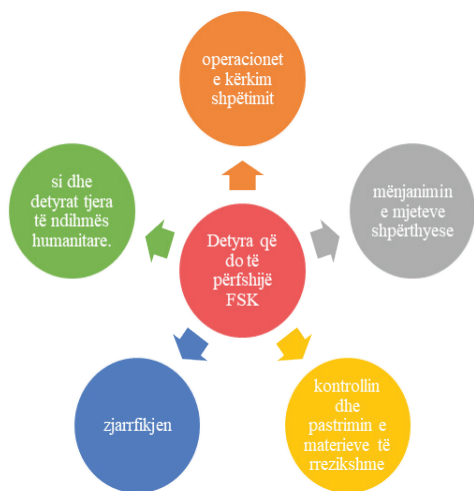 operacionet
e kërkim
shpëtimit
si dhe
detyrat tjera
të ndihmës
humanitare.
mënjanimin
e mjeteve
shpërthyese
Detyra që
do të
përfshijë
FSK
zjarrfikjen
kontrollin
dhe
pastrimin e
materieve të
rrezikshme